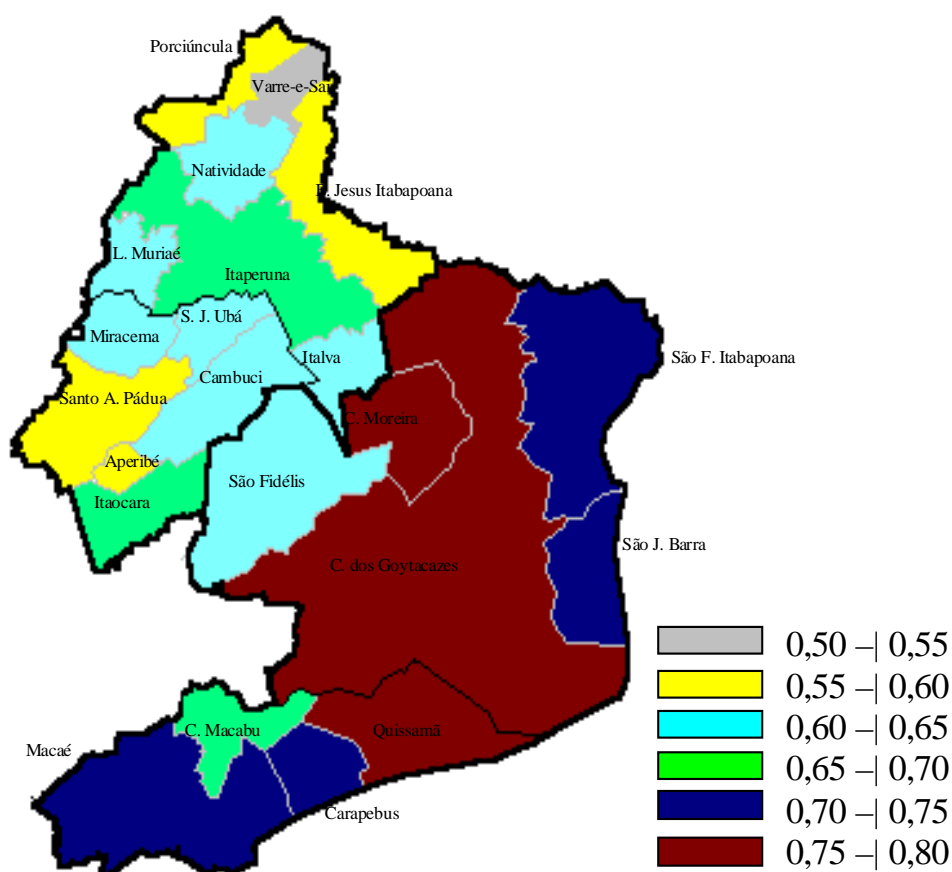 Porciúncula
Varre-e-Sai
Natividade
B. Jesus Itabapoana
L. Muriaé
Itaperuna
S. J. Ubá
Miracema
Italva
São F. Itabapoana
Cambuci
Santo A. Pádua
C. Moreira
Aperibé
São Fidélis
Itaocara
São J. Barra
C. dos Goytacazes
0,50 –| 0,55
0,55 –| 0,60
C. Macabu
Quissamã
0,60 –| 0,65
Macaé
0,65 –| 0,70
Carapebus
0,70 –| 0,75
0,75 –| 0,80